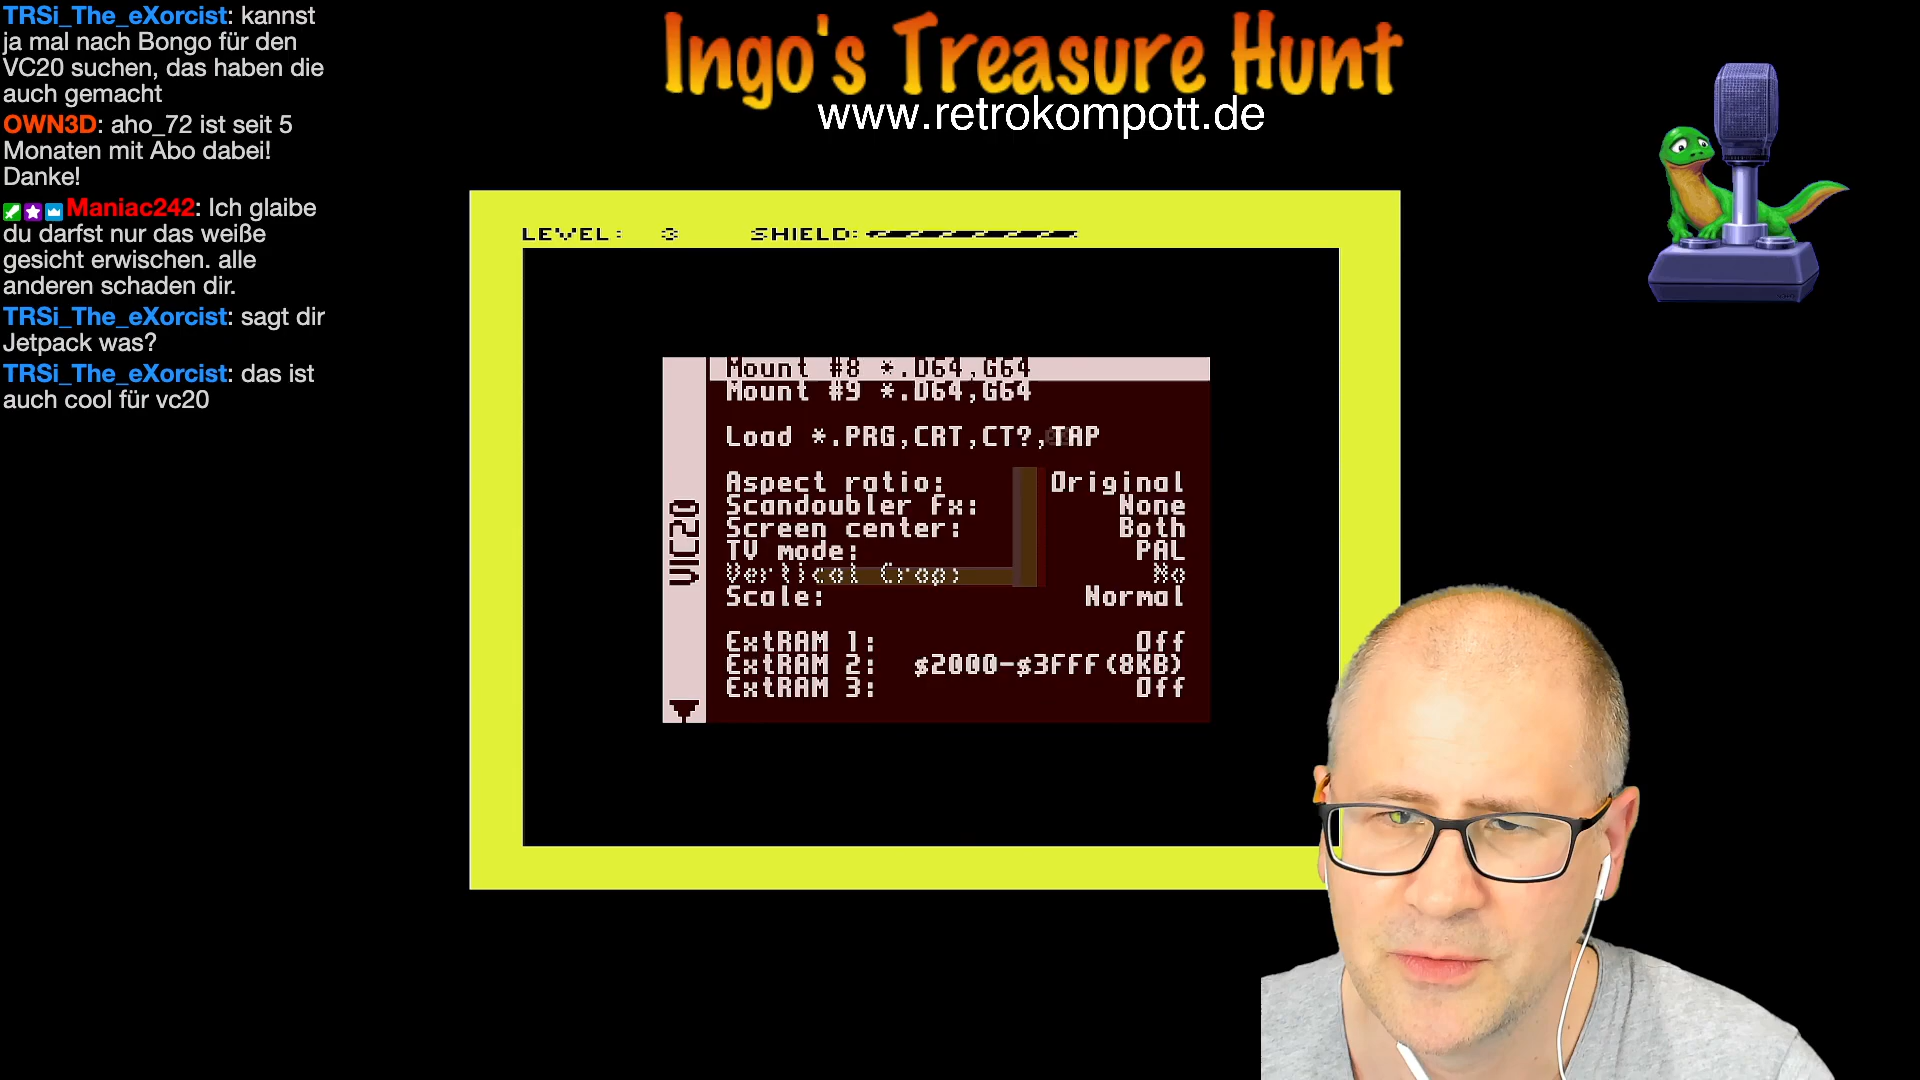 TRSi_The_eXorcist: kannst
ja mal nach Bongo für den
VC20 suchen, das haben die
auch gemacht
OWN3D: aho_72 ist seit 5
Monaten mit Abo dabei!
Danke!
Maniac242: Ich glaibe
du darfst nur das weiße
gesicht erwischen. alle
anderen schaden dir.
TRSi_The_eXorcist: sagt dir
Jetpack was?
TRSi_The_eXorcist: das ist
auch cool für vc20
Ingo's Treasure Hunt
www.retrokompott.de
LEVEL: 3 SHIELD:
VIC20
Mount #8 *.D64,G64
Mount #9 *.D64,G64
Load *.PRG,CRT,CT?,TAP
Aspect ratio: Original
Scandoubler Fx: None
Screen center: Both
TV mode: PAL
Vertical Crop: No
Scale: Normal
ExtRAM 1: Off
ExtRAM 2: $2000-$3FFF(8KB)
ExtRAM 3: Off